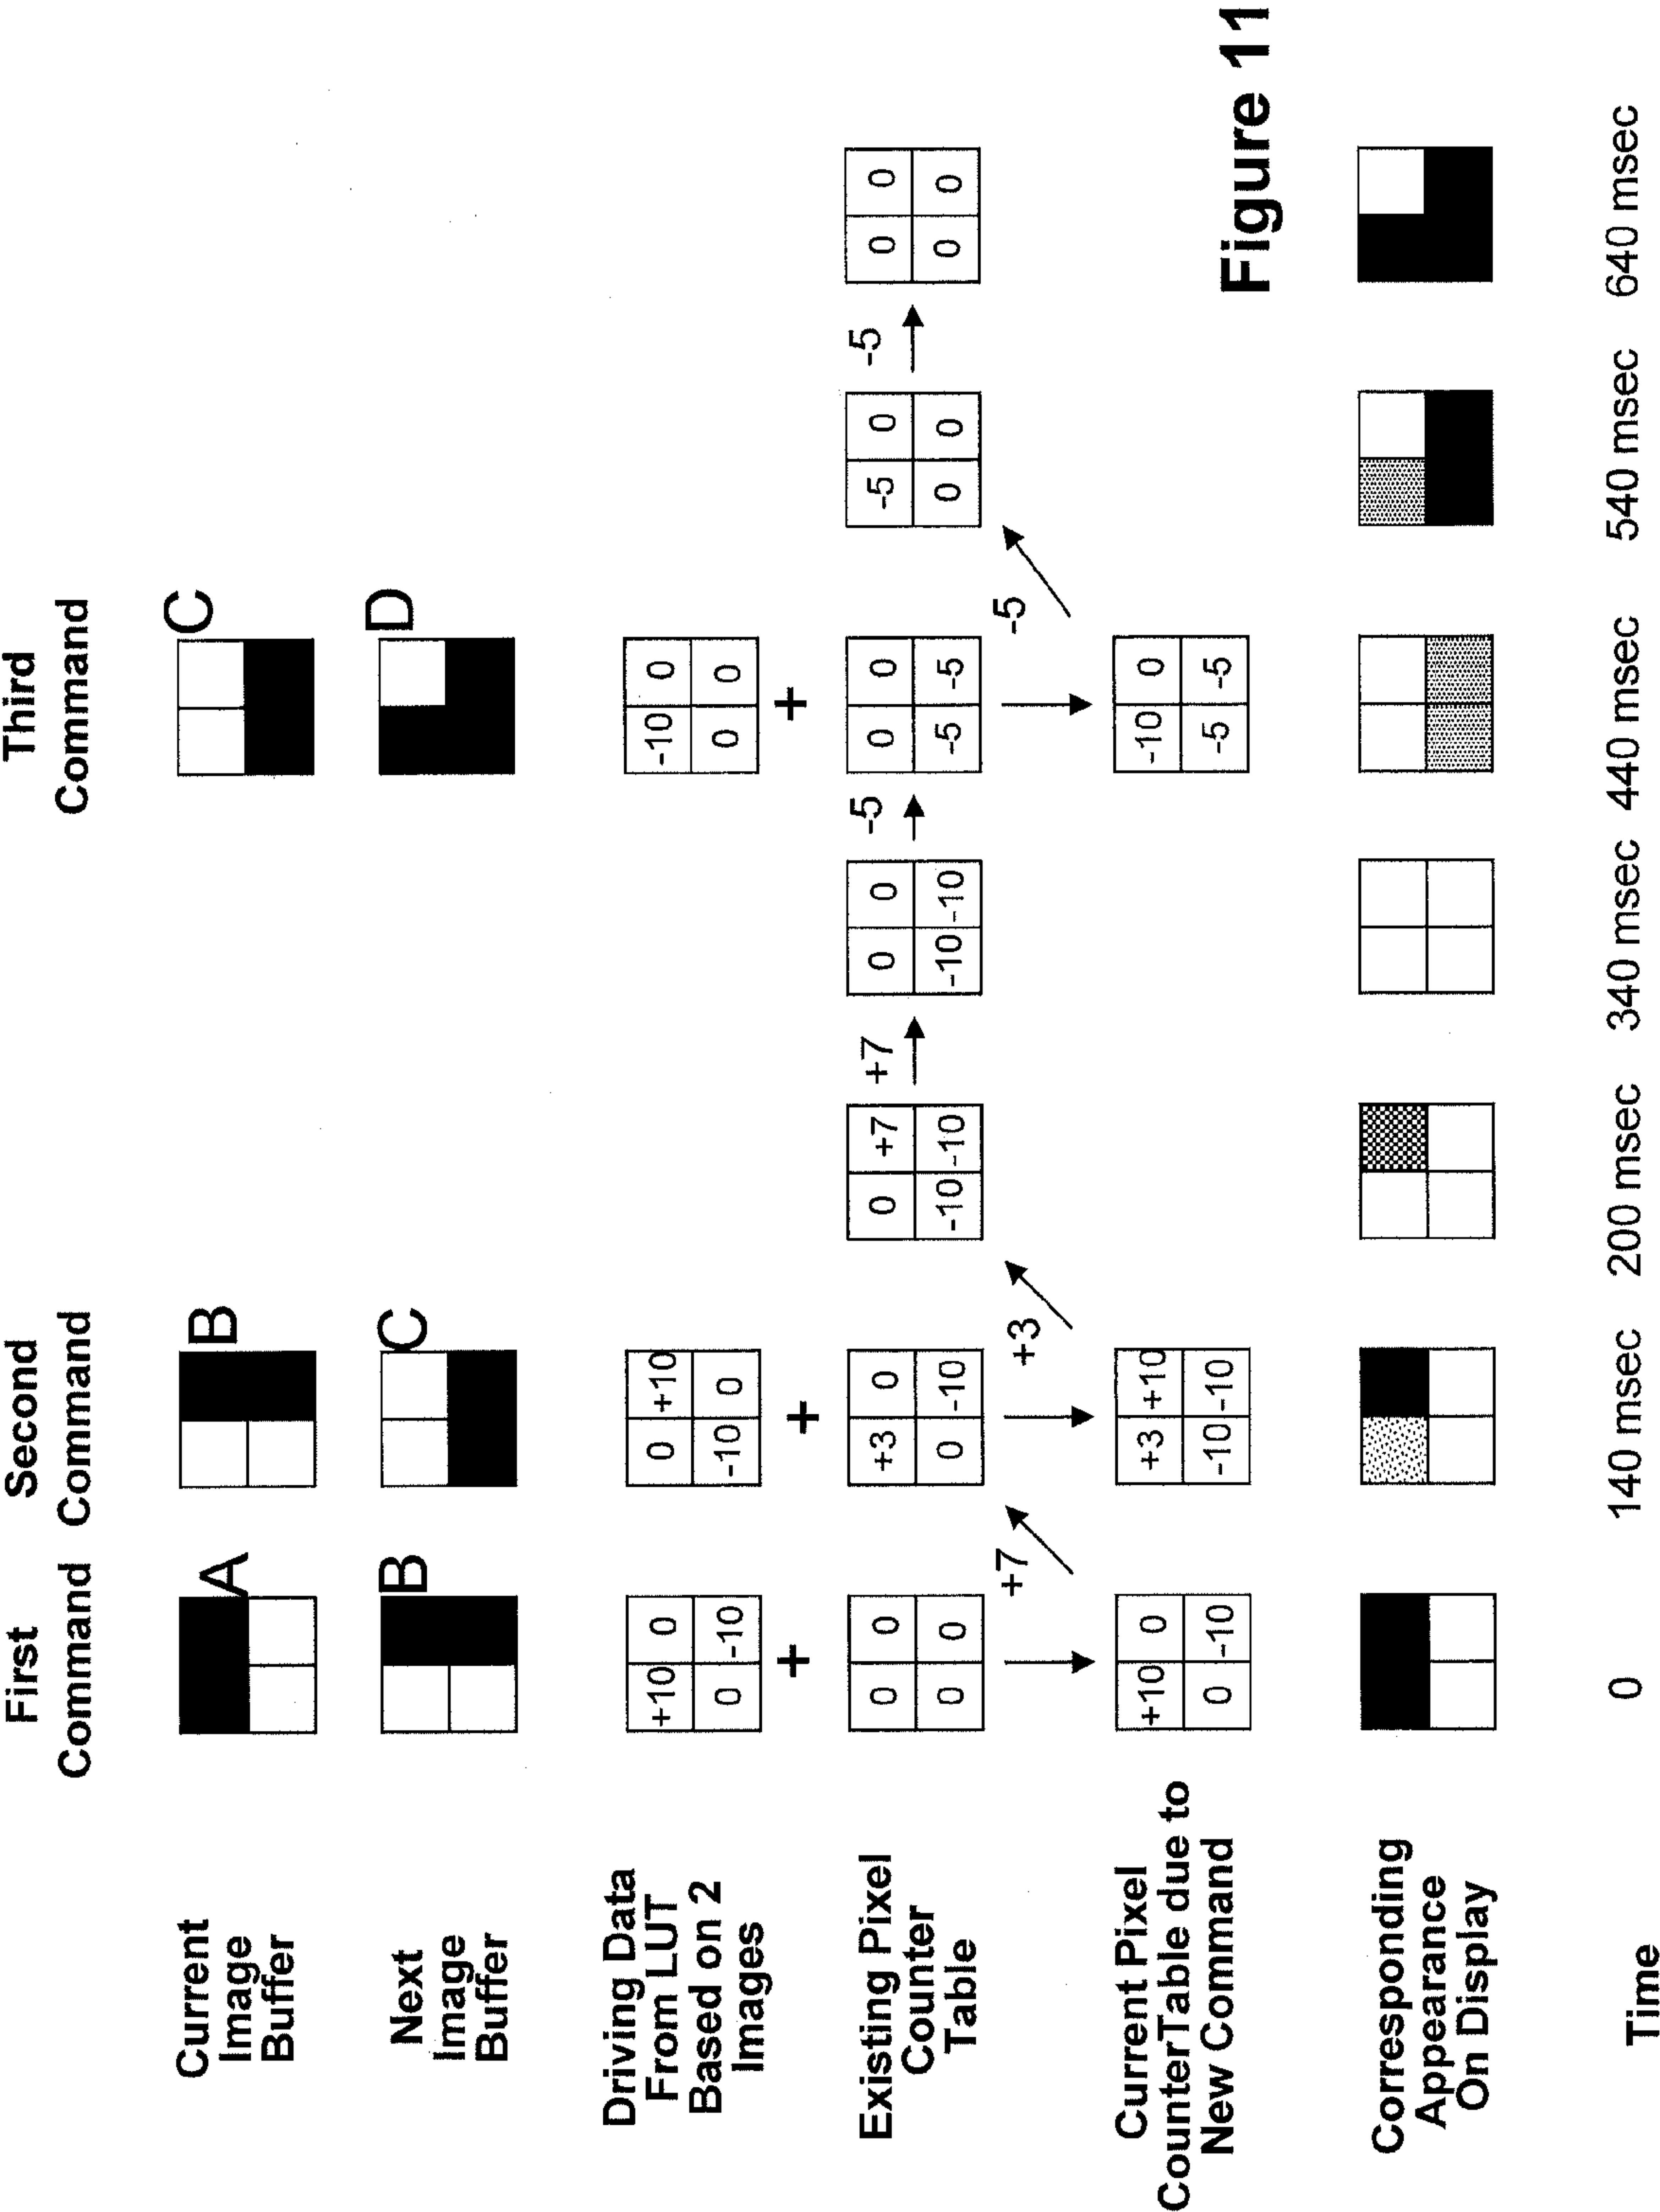 First Second Third
Command Command Command
Current
Image
Buffer
A B C
Next
Image
Buffer
B C D
Driving Data
From LUT
Based on 2
Images
+10 0 0 +10 -10 0
0 -10 -10 0 0 0
+ + +
Existing Pixel
Counter
Table
0 0 +3 0 0 +7 +7 0 0 -5 0 0 -5 0 -5 0 0
0 0 0 -10 -10 -10 -10 -10 -5 -5 0 0 0 0
+7 +3 -5
Current Pixel
CounterTable due to
New Command
+10 0 +3 +10 -10 0
0 -10 -10 -10 -5 -5
Figure 11
Corresponding
Appearance
On Display
Time 0 140 msec 200 msec 340 msec 440 msec 540 msec 640 msec